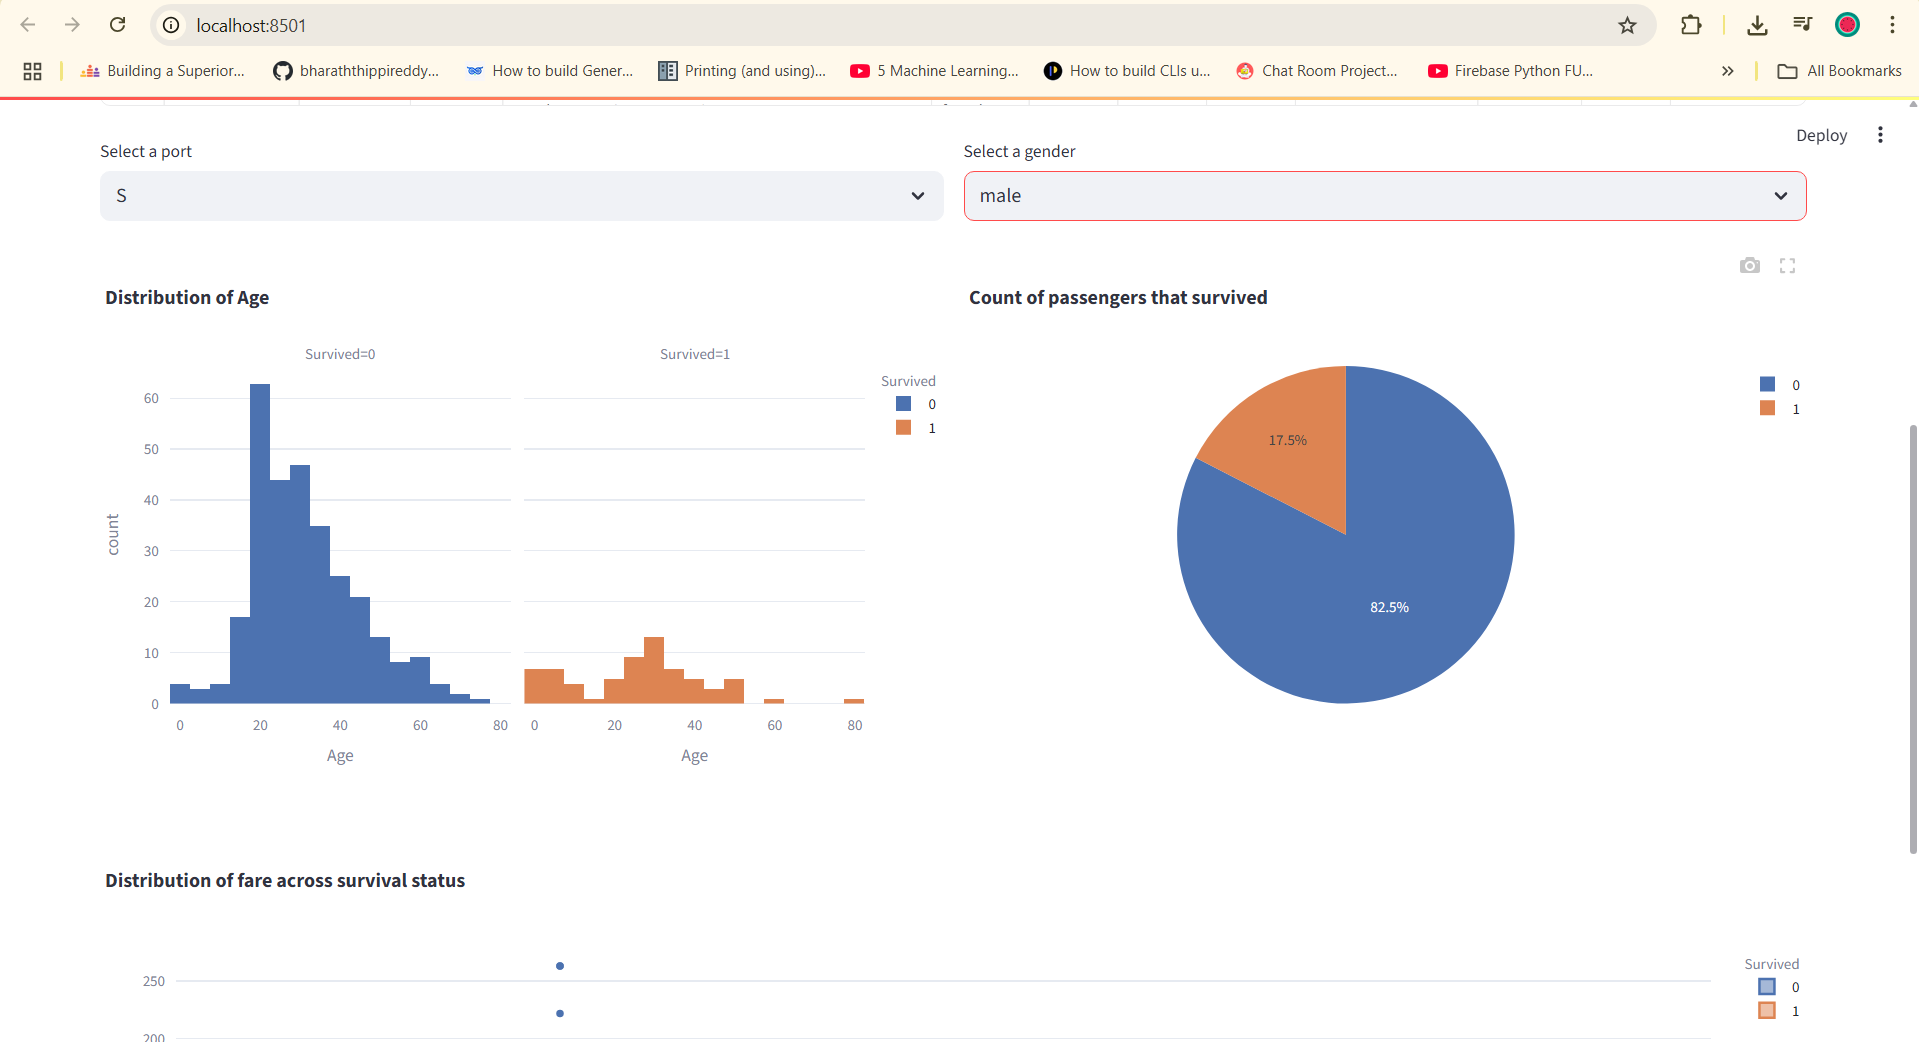 localhost:8501
Building a Superior...
bharaththippireddy...
How to build Gener...
Printing (and using)...
5 Machine Learning...
How to build CLIs u...
Chat Room Project...
Firebase Python FU...
All Bookmarks
Deploy
Select a port
S
Select a gender
male
Distribution of Age
Survived=0
Survived=1
Survived
0
1
60
50
40
30
20
10
0
count
0 20 40 60 80
0 20 40 60 80
Age
Age
Count of passengers that survived
17.5%
82.5%
0
1
Distribution of fare across survival status
250
200
Survived
0
1